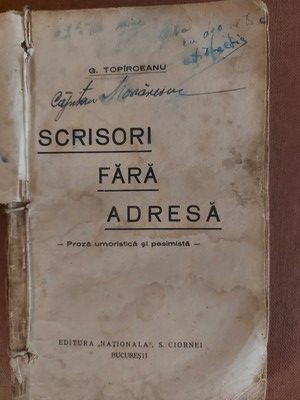 G. TOPÎRCEANU
Căpitan
SCRISORI
FĂRĂ
ADRESĂ
— Proză umoristică și pesimistă —
EDITURA „NAȚIONALA”, S. CIORNEI
BUCUREȘTI